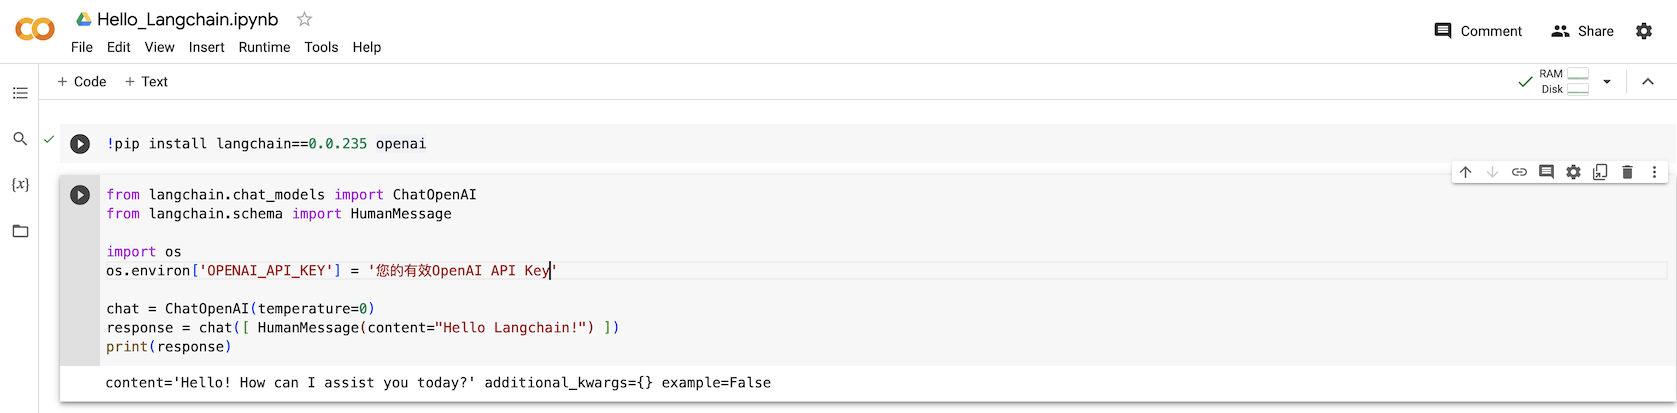 Hello_Langchain.ipynb
File Edit View Insert Runtime Tools Help
Comment Share
+ Code + Text
RAM
Disk
{x}
!pip install langchain==0.0.235 openai
from langchain.chat_models import ChatOpenAI
from langchain.schema import HumanMessage
import os
os.environ['OPENAI_API_KEY'] = '您的有效OpenAI API Key'
chat = ChatOpenAI(temperature=0)
response = chat([ HumanMessage(content="Hello Langchain!") ])
print(response)
content='Hello! How can I assist you today?' additional_kwargs={} example=False